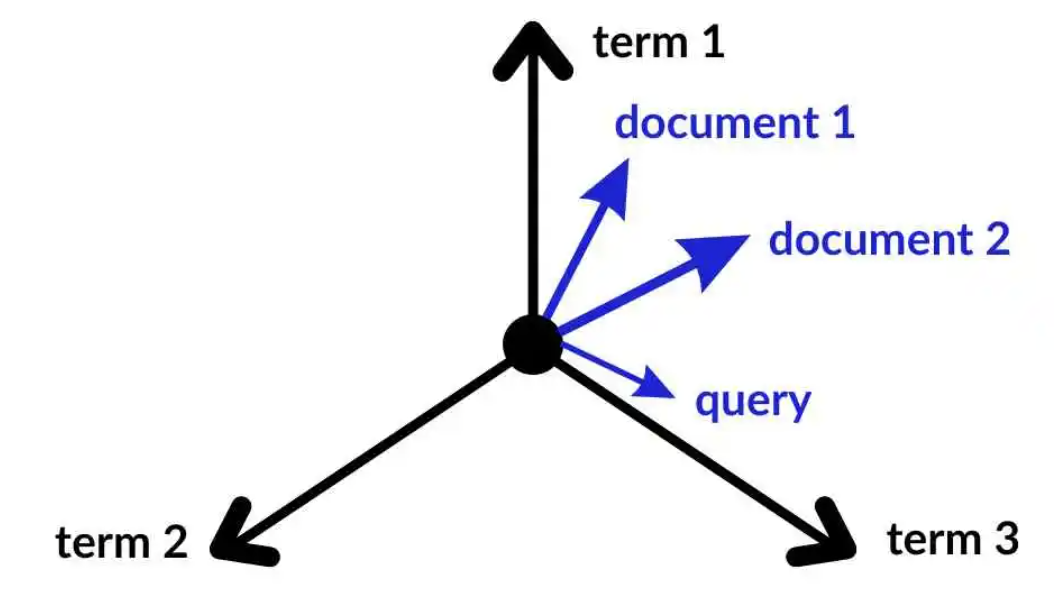 term 1
document 1
document 2
query
term 2
term 3